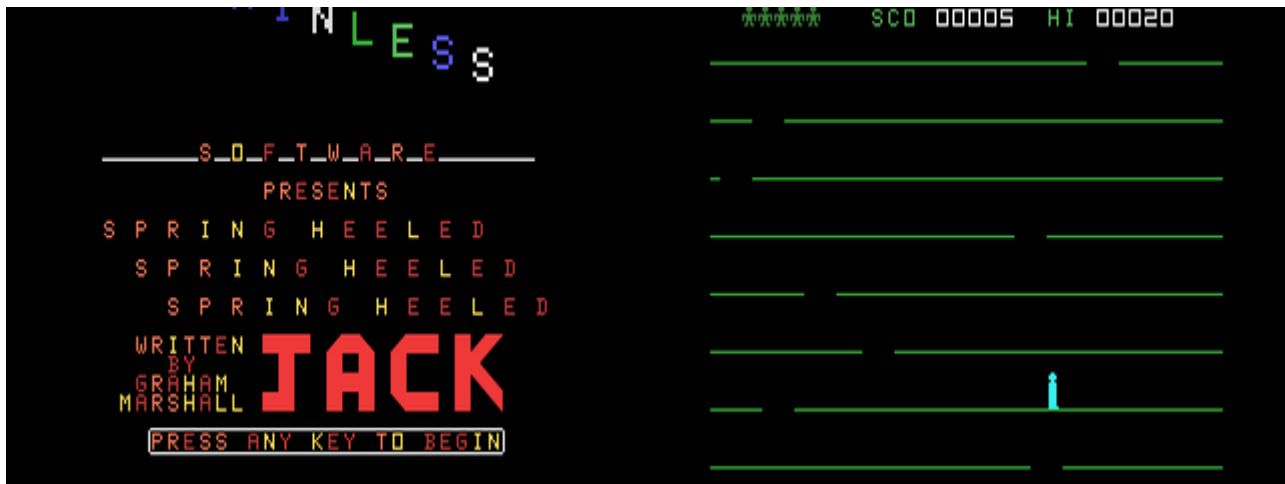 NLESS
SOFTWARE
PRESENTS
SPRING HEELED
SPRING HEELED
SPRING HEELED
WRITTEN
BY
GRAHAM
MARSHALL
JACK
PRESS ANY KEY TO BEGIN
SCO 00005 HI 00020